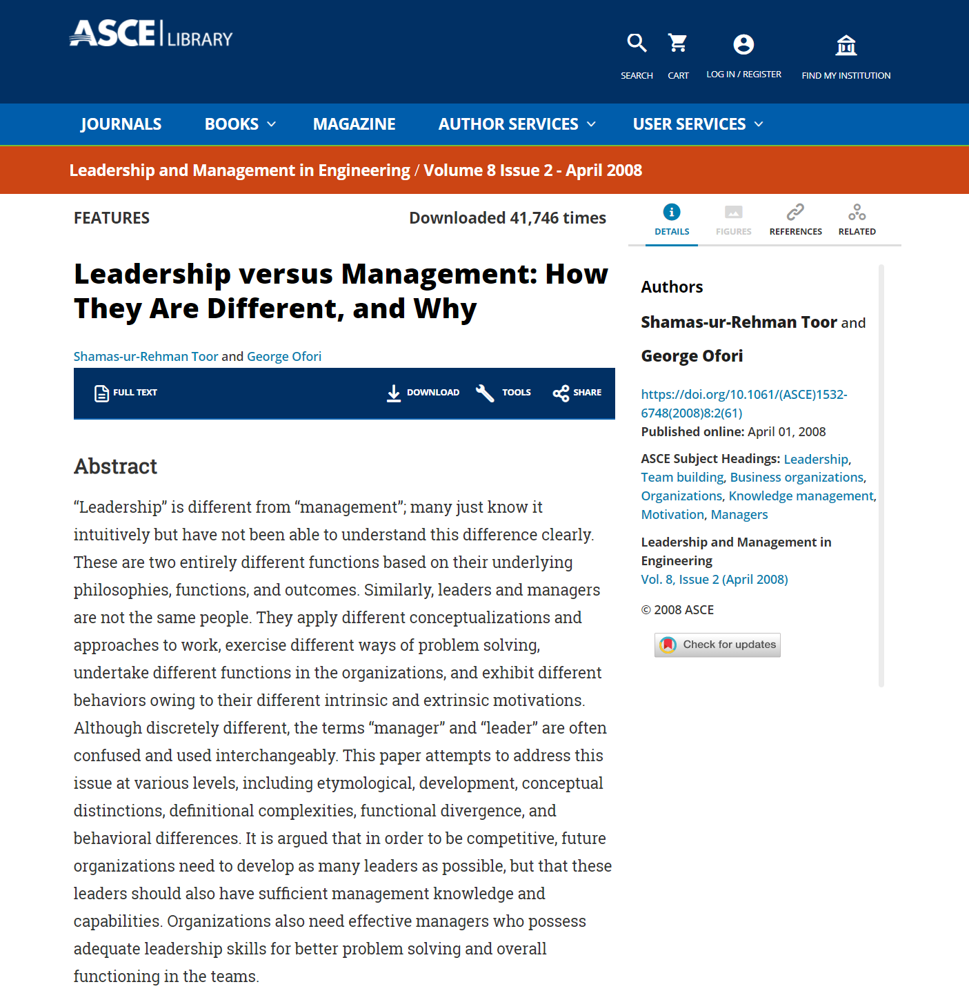 ASCE LIBRARY
SEARCH
CART
LOG IN / REGISTER
FIND MY INSTITUTION
JOURNALS
BOOKS
MAGAZINE
AUTHOR SERVICES
USER SERVICES
Leadership and Management in Engineering / Volume 8 Issue 2 - April 2008
FEATURES
Downloaded 41,746 times
Leadership versus Management: How
They Are Different, and Why
Shamas-ur-Rehman Toor and George Ofori
FULL TEXT
DOWNLOAD
TOOLS
SHARE
Abstract
“Leadership” is different from “management”; many just know it
intuitively but have not been able to understand this difference clearly.
These are two entirely different functions based on their underlying
philosophies, functions, and outcomes. Similarly, leaders and managers
are not the same people. They apply different conceptualizations and
approaches to work, exercise different ways of problem solving,
undertake different functions in the organizations, and exhibit different
behaviors owing to their different intrinsic and extrinsic motivations.
Although discretely different, the terms “manager” and “leader” are often
confused and used interchangeably. This paper attempts to address this
issue at various levels, including etymological, development, conceptual
distinctions, definitional complexities, functional divergence, and
behavioral differences. It is argued that in order to be competitive, future
organizations need to develop as many leaders as possible, but that these
leaders should also have sufficient management knowledge and
capabilities. Organizations also need effective managers who possess
adequate leadership skills for better problem solving and overall
functioning in the teams.
DETAILS
FIGURES
REFERENCES
RELATED
Authors
Shamas-ur-Rehman Toor and
George Ofori
https://doi.org/10.1061/(ASCE)1532-
6748(2008)8:2(61)
Published online: April 01, 2008
ASCE Subject Headings: Leadership,
Team building, Business organizations,
Organizations, Knowledge management,
Motivation, Managers
Leadership and Management in
Engineering
Vol. 8, Issue 2 (April 2008)
© 2008 ASCE
Check for updates